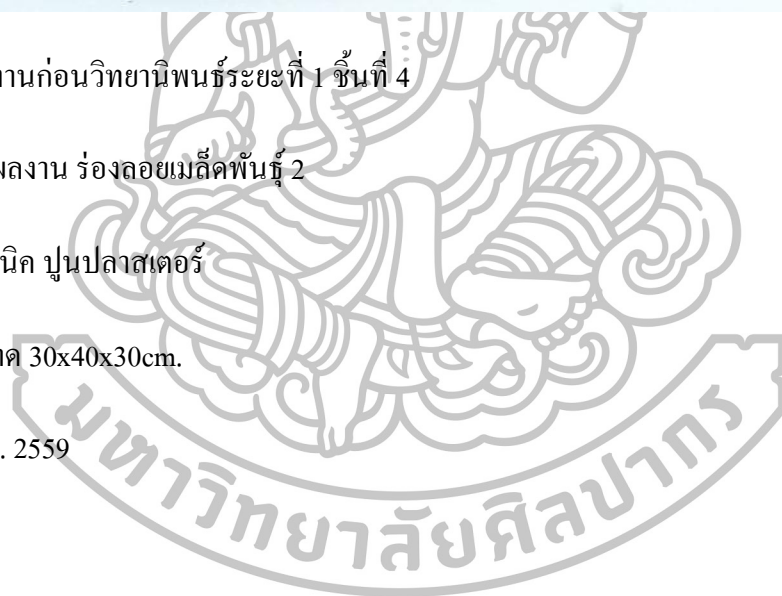 านก่อนวิทยานิพนธ์ระยะที่ 1 ชิ้นที่ 4
ผลงาน ร่องลอยเมล็ดพันธุ์ 2
นิค ปูนปลาสเตอร์
าด 30x40x30cm.
. 2559
มหาวิทยาลัยศิลปากร